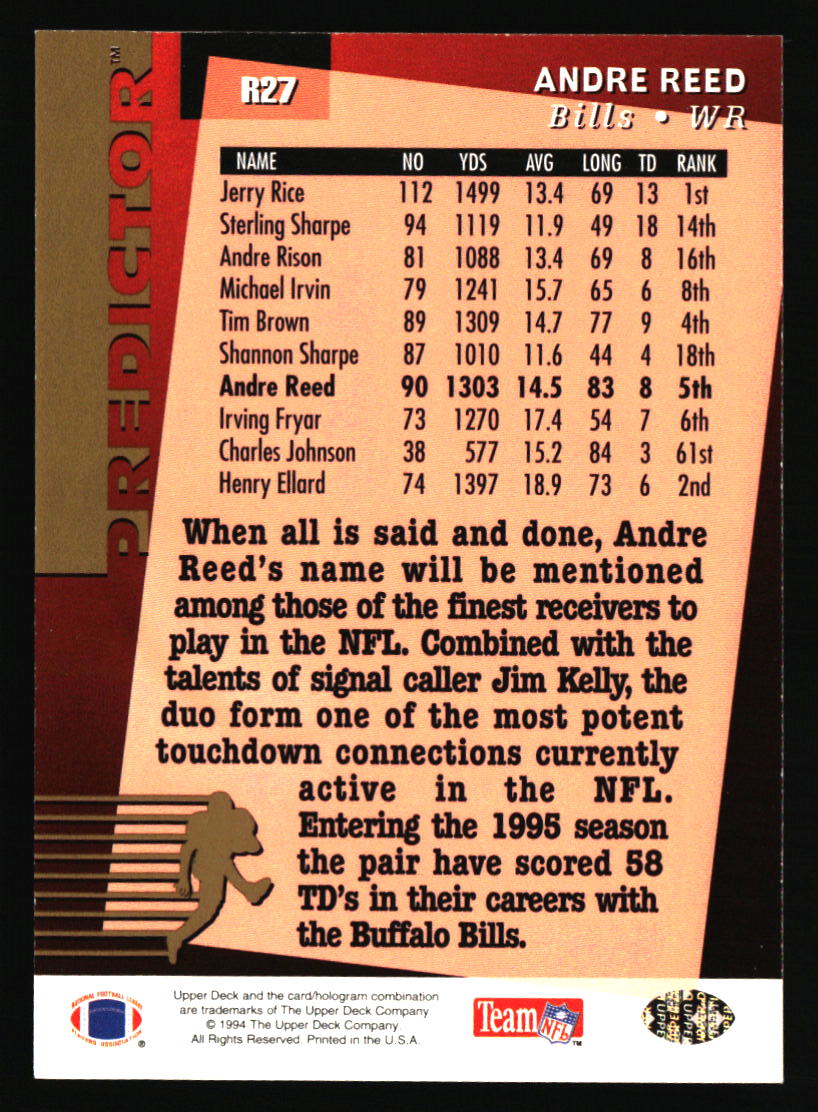 PREDICTOR™
R27
ANDRE REED
Bills • WR
NAME NO YDS AVG LONG TD RANK
Jerry Rice 112 1499 13.4 69 13 1st
Sterling Sharpe 94 1119 11.9 49 18 14th
Andre Rison 81 1088 13.4 69 8 16th
Michael Irvin 79 1241 15.7 65 6 8th
Tim Brown 89 1309 14.7 77 9 4th
Shannon Sharpe 87 1010 11.6 44 4 18th
Andre Reed 90 1303 14.5 83 8 5th
Irving Fryar 73 1270 17.4 54 7 6th
Charles Johnson 38 577 15.2 84 3 61st
Henry Ellard 74 1397 18.9 73 6 2nd
When all is said and done, Andre
Reed's name will be mentioned
among those of the finest receivers to
play in the NFL. Combined with the
talents of signal caller Jim Kelly, the
duo form one of the most potent
touchdown connections currently
active in the NFL.
Entering the 1995 season
the pair have scored 58
TD's in their careers with
the Buffalo Bills.
NATIONAL FOOTBALL LEAGUE
PLAYERS ASSOCIATION ®
Upper Deck and the card/hologram combination
are trademarks of The Upper Deck Company.
© 1994 The Upper Deck Company.
All Rights Reserved. Printed in the U.S.A.
Team NFL™